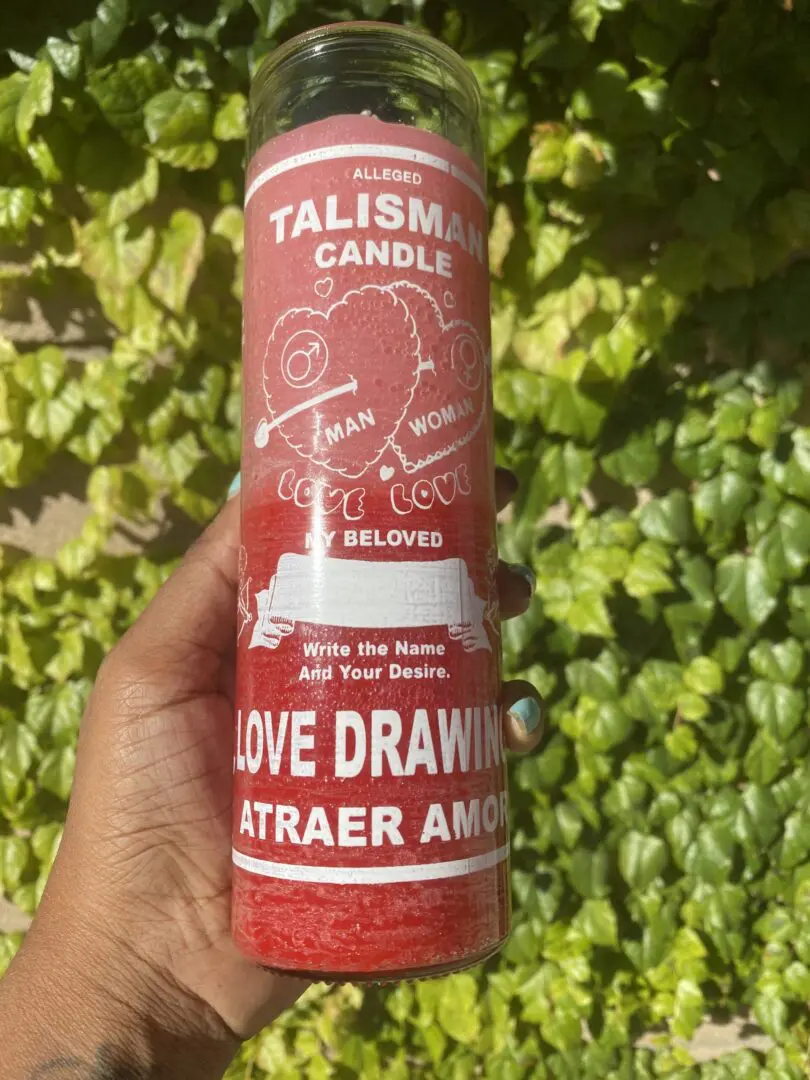 ALLEGED
TALISMAN
CANDLE
MAN
WOMAN
LOVE LOVE
MY BELOVED
Write the Name
And Your Desire.
LOVE DRAWIN
ATRAER AMOR